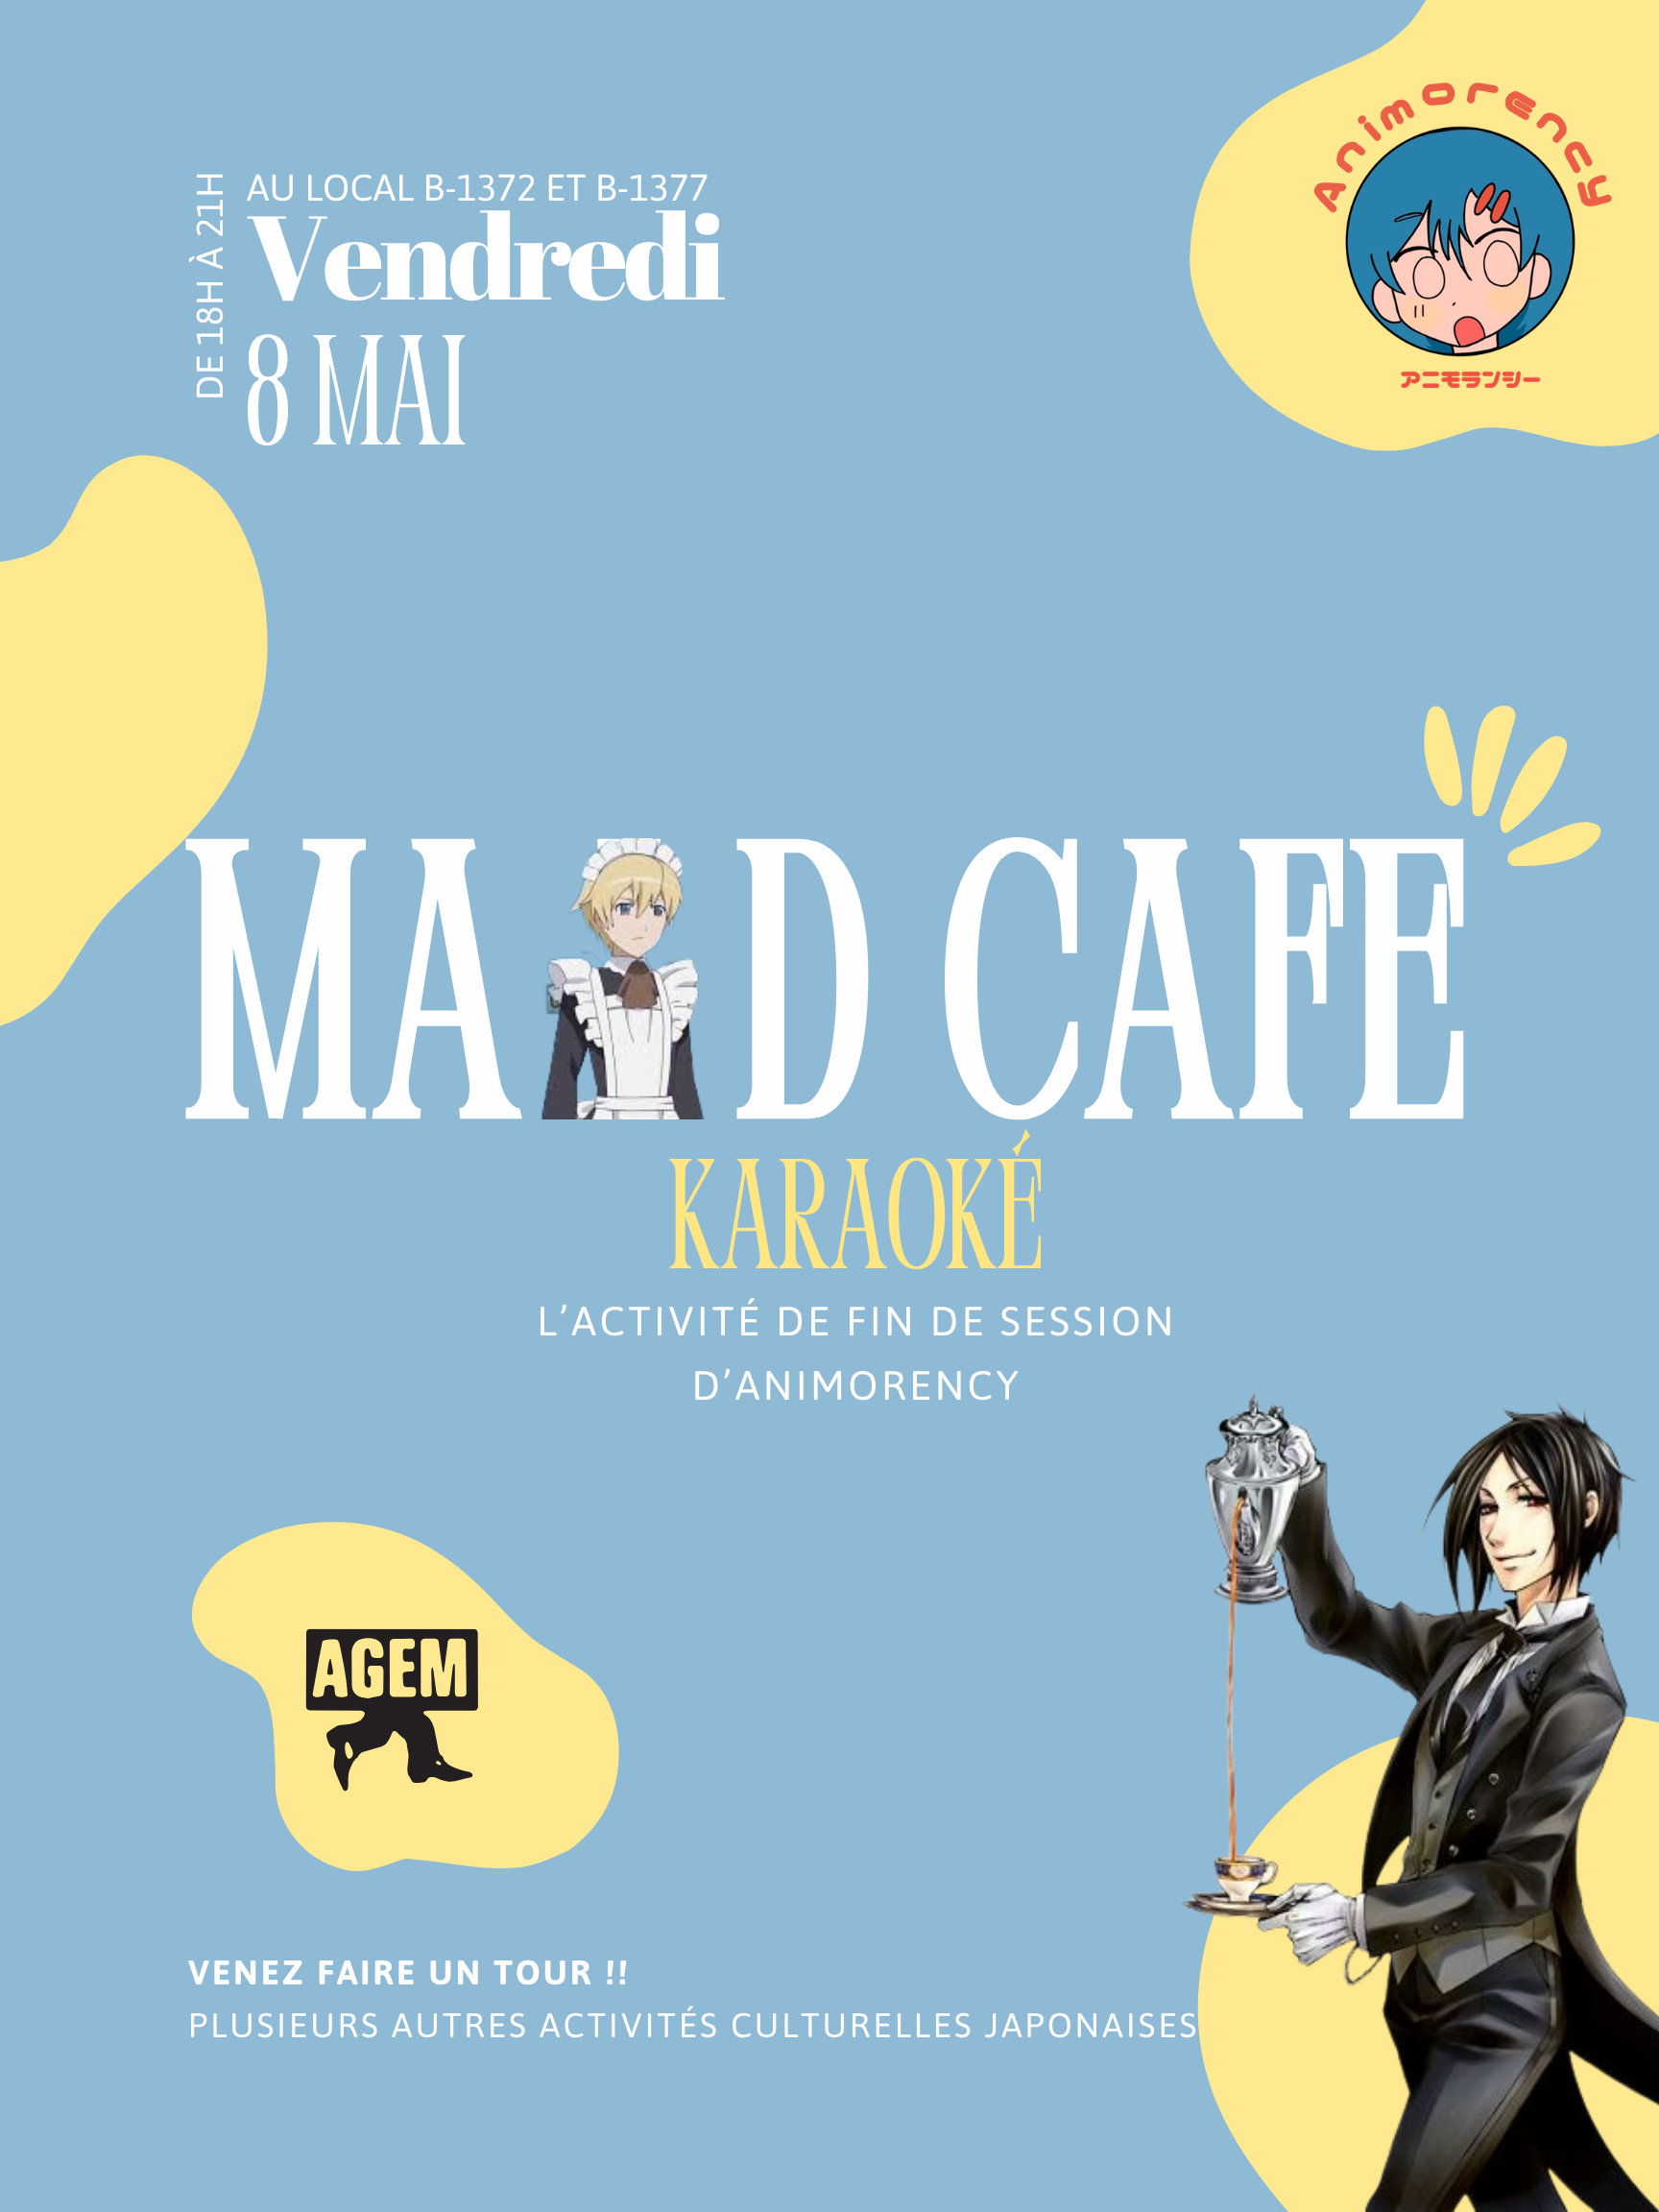 Animorency
アニモランシー
DE 18H À 21H
AU LOCAL B-1372 ET B-1377
Vendredi
8 MAI
MAID CAFE
KARAOKÉ
L’ACTIVITÉ DE FIN DE SESSION
D’ANIMORENCY
AGEM
VENEZ FAIRE UN TOUR !!
PLUSIEURS AUTRES ACTIVITÉS CULTURELLES JAPONAISES